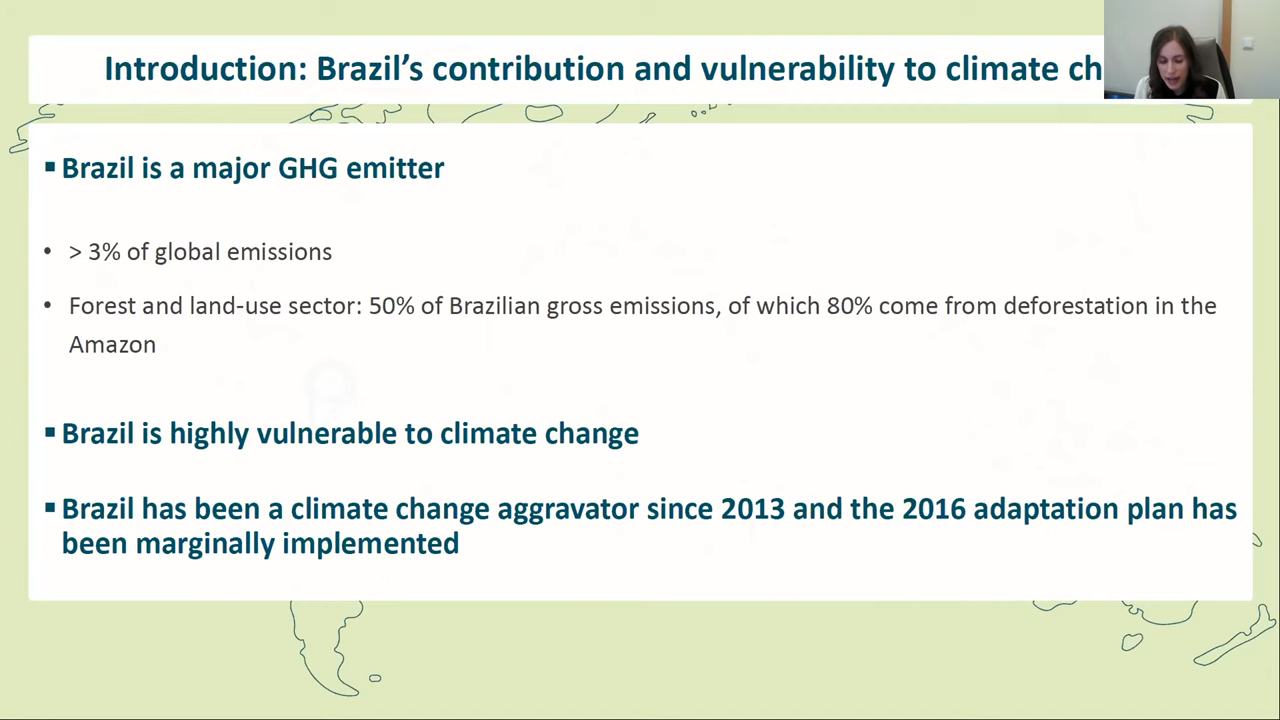 Introduction: Brazil's contribution and vulnerability to climate ch
▪ Brazil is a major GHG emitter
• > 3% of global emissions
• Forest and land-use sector: 50% of Brazilian gross emissions, of which 80% come from deforestation in the
Amazon
▪ Brazil is highly vulnerable to climate change
▪ Brazil has been a climate change aggravator since 2013 and the 2016 adaptation plan has
been marginally implemented